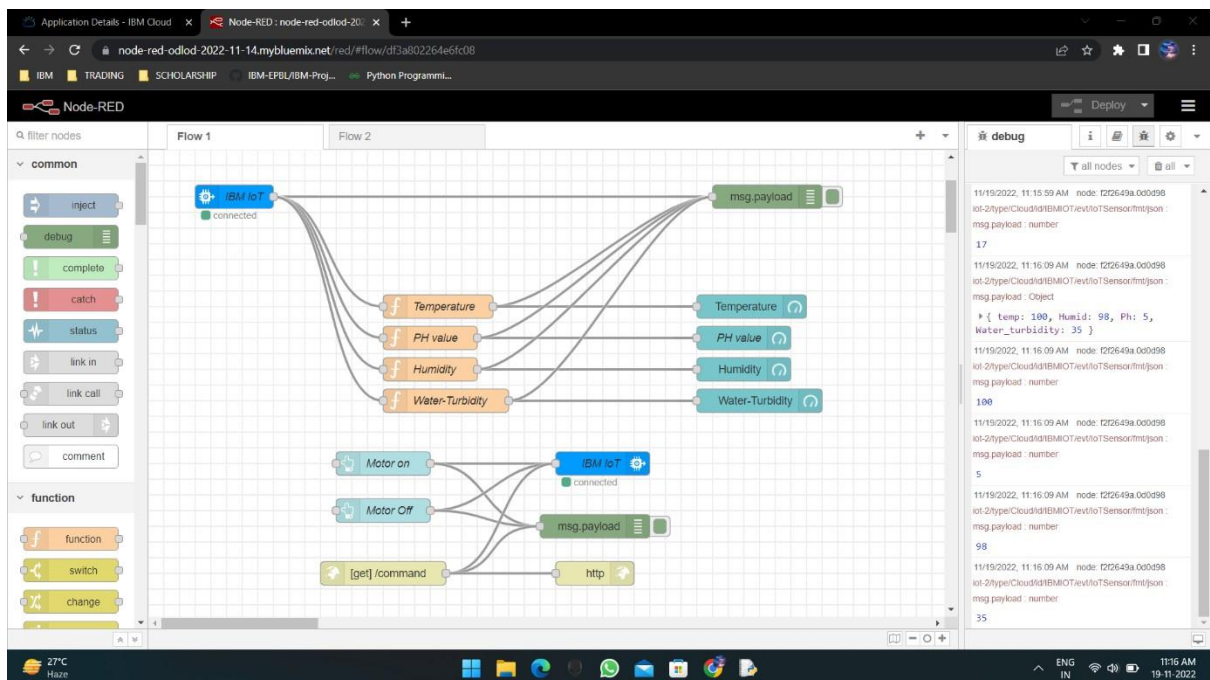 Application Details - IBM Cloud
Node-RED : node-red-odlod-202
node-red-odlod-2022-11-14.mybluemix.net/red/#flow/df3a802264e6fc08
IBM
TRADING
SCHOLARSHIP
IBM-EPBL/IBM-Proj...
Python Programmi...
Node-RED
Deploy
filter nodes
Flow 1
Flow 2
debug
all nodes
all
common
inject
debug
complete
catch
status
link in
link call
link out
comment
function
function
switch
change
IBM IoT
connected
msg.payload
Temperature
Temperature
PH value
PH value
Humidity
Humidity
Water-Turbidity
Water-Turbidity
Motor on
IBM IoT
connected
Motor Off
msg.payload
[get] /command
http
11/19/2022, 11:15:59 AM node: f2f2649a.0d0d98
iot-2/type/Cloud/id/IBMIOT/evt/IoTSensor/fmt/json :
msg.payload : number
17
11/19/2022, 11:16:09 AM node: f2f2649a.0d0d98
iot-2/type/Cloud/id/IBMIOT/evt/IoTSensor/fmt/json :
msg.payload : Object
{ temp: 100, Humid: 98, Ph: 5,
Water_turbidity: 35 }
11/19/2022, 11:16:09 AM node: f2f2649a.0d0d98
iot-2/type/Cloud/id/IBMIOT/evt/IoTSensor/fmt/json :
msg.payload : number
100
11/19/2022, 11:16:09 AM node: f2f2649a.0d0d98
iot-2/type/Cloud/id/IBMIOT/evt/IoTSensor/fmt/json :
msg.payload : number
5
11/19/2022, 11:16:09 AM node: f2f2649a.0d0d98
iot-2/type/Cloud/id/IBMIOT/evt/IoTSensor/fmt/json :
msg.payload : number
98
11/19/2022, 11:16:09 AM node: f2f2649a.0d0d98
iot-2/type/Cloud/id/IBMIOT/evt/IoTSensor/fmt/json :
msg.payload : number
35
27°C
Haze
ENG
IN
11:16 AM
19-11-2022